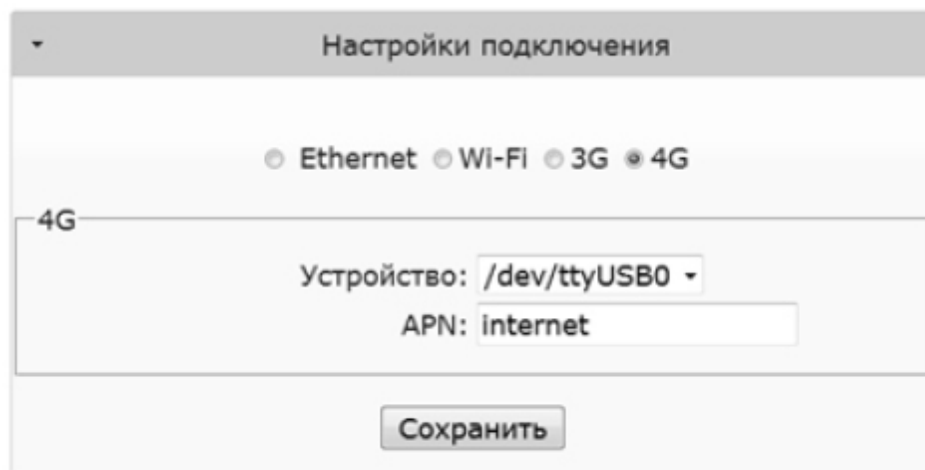 Настройки подключения
Ethernet Wi-Fi 3G 4G
4G
Устройство: /dev/ttyUSB0
APN: internet
Сохранить